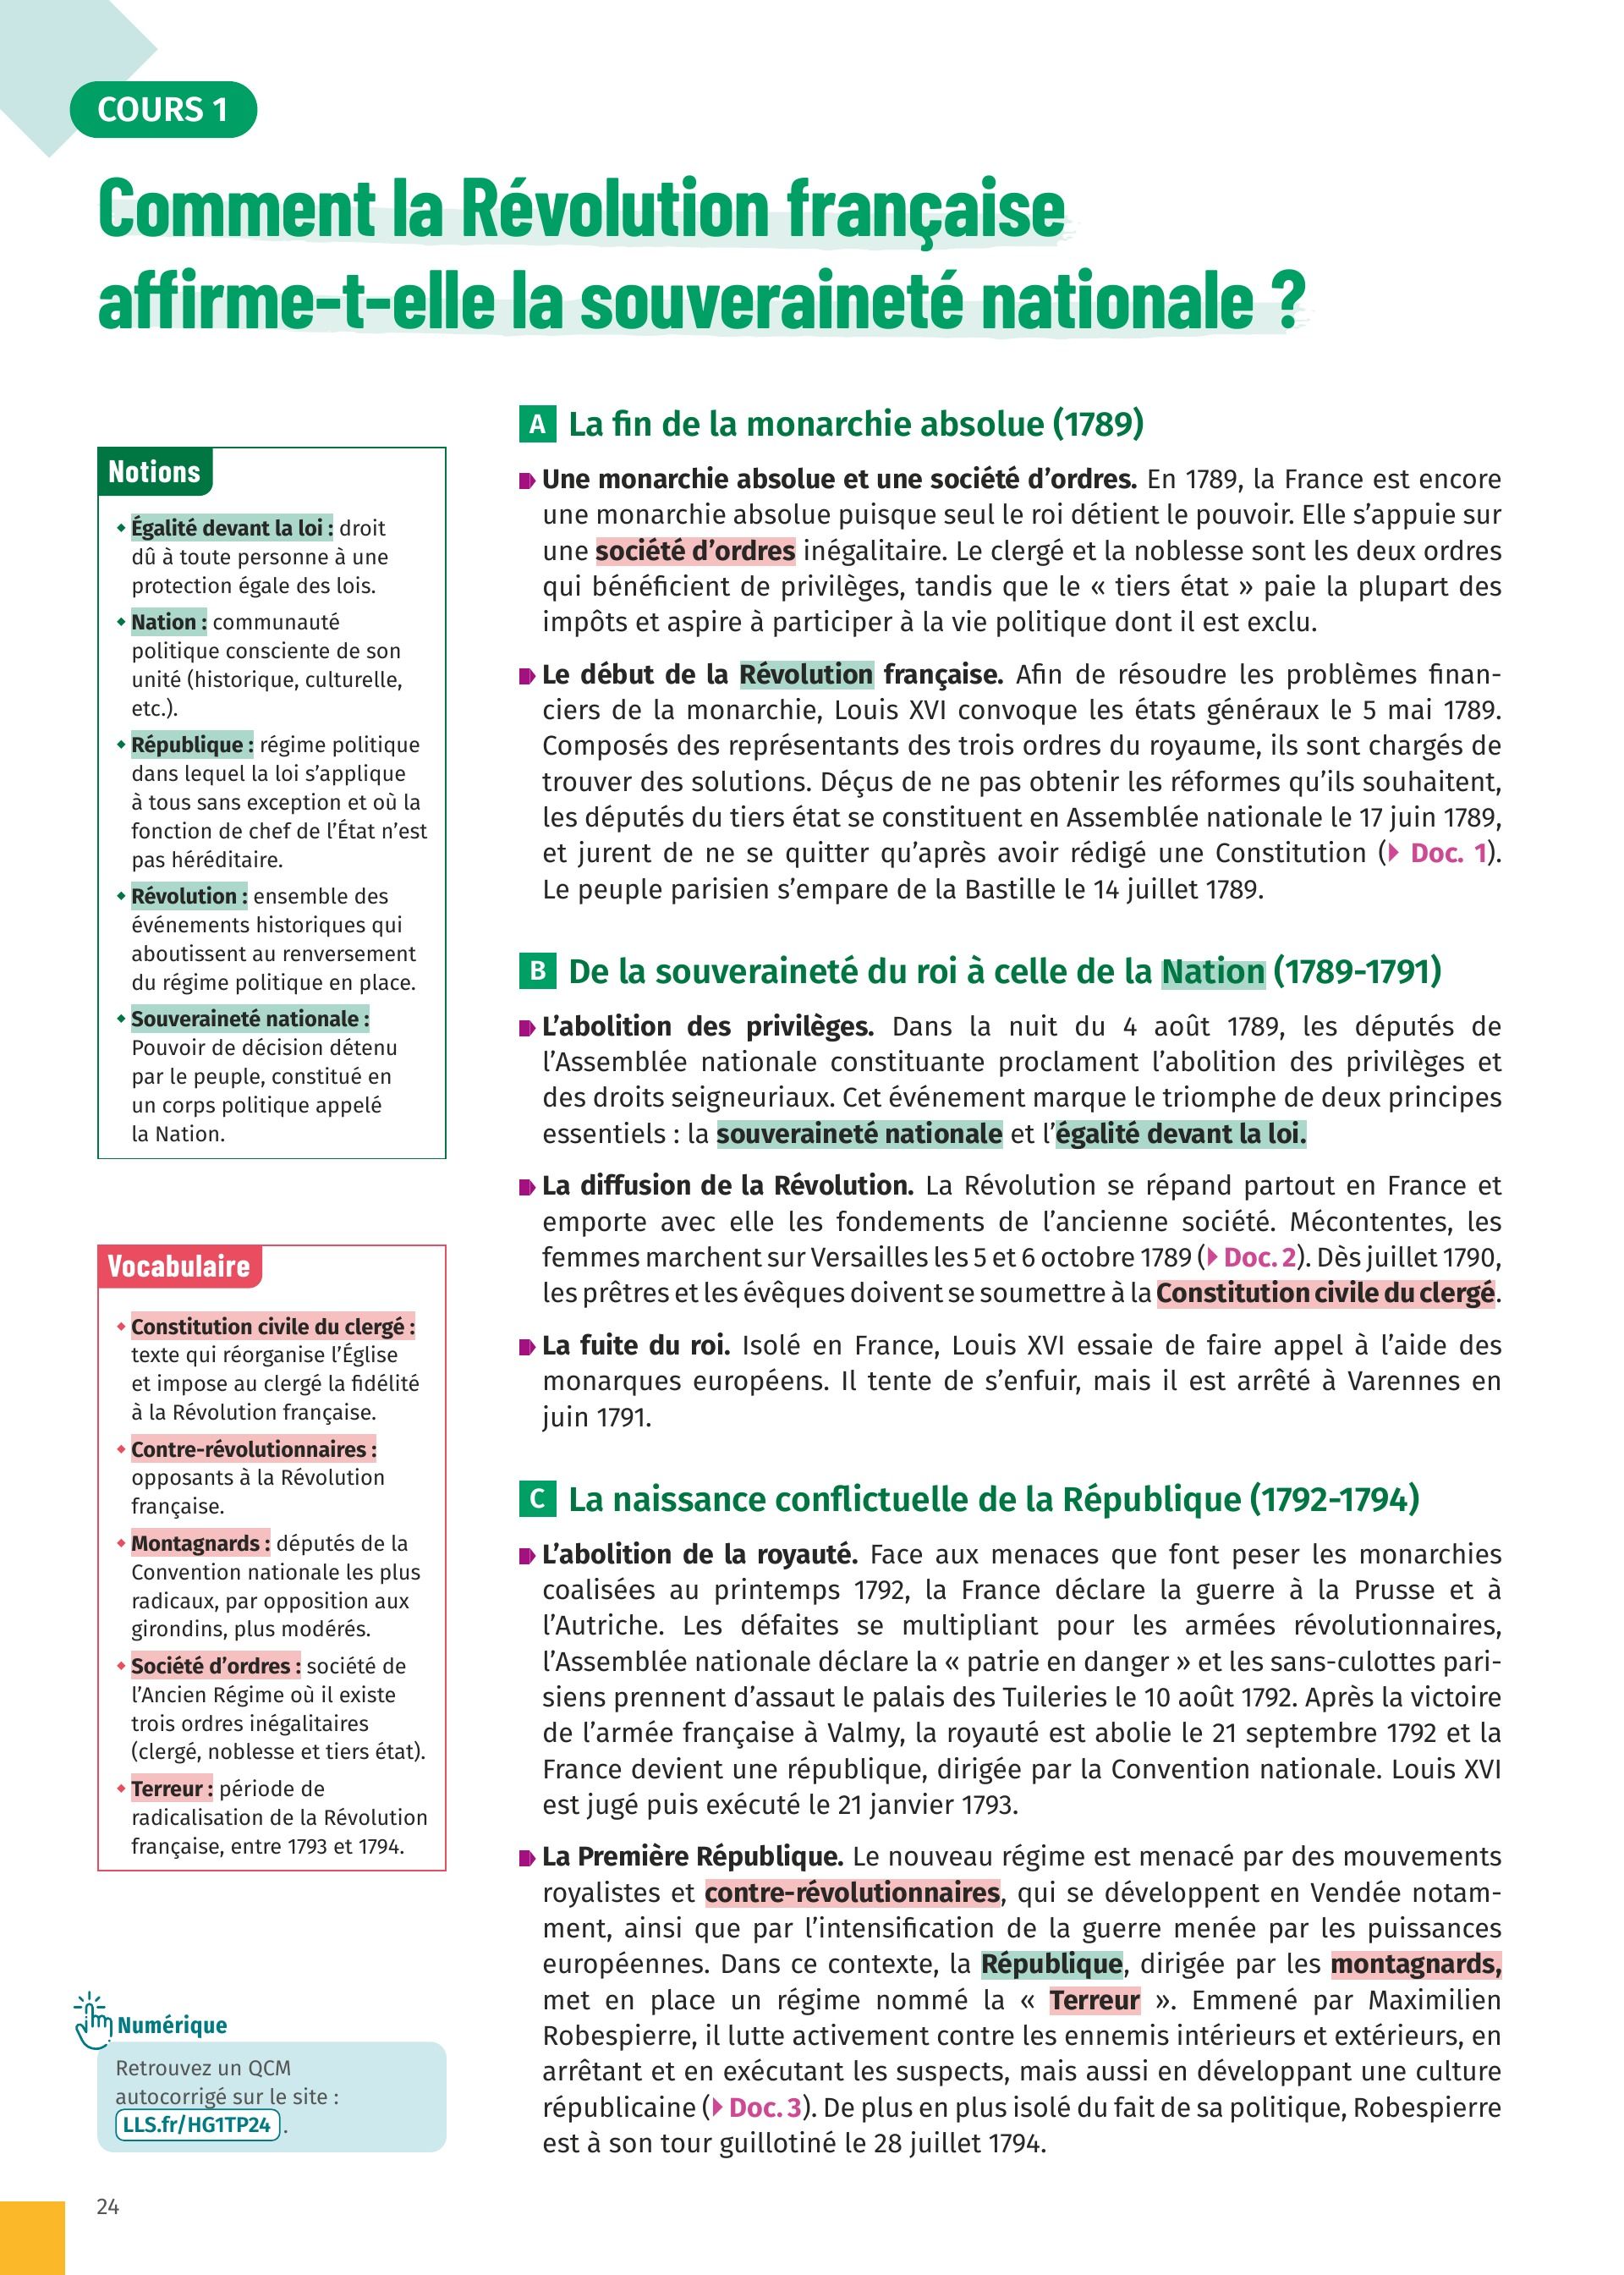 COURS 1
Comment la Révolution française
affirme-t-elle la souveraineté nationale ?
Notions
Égalité devant la loi : droit
dû à toute personne à une
protection égale des lois.
Nation : communauté
politique consciente de son
unité (historique, culturelle,
etc.).
République : régime politique
dans lequel la loi s’applique
à tous sans exception et où la
fonction de chef de l’État n’est
pas héréditaire.
Révolution : ensemble des
événements historiques qui
aboutissent au renversement
du régime politique en place.
Souveraineté nationale :
Pouvoir de décision détenu
par le peuple, constitué en
un corps politique appelé
la Nation.
Vocabulaire
Constitution civile du clergé :
texte qui réorganise l’Église
et impose au clergé la fidélité
à la Révolution française.
Contre-révolutionnaires :
opposants à la Révolution
française.
Montagnards : députés de la
Convention nationale les plus
radicaux, par opposition aux
girondins, plus modérés.
Société d’ordres : société de
l’Ancien Régime où il existe
trois ordres inégalitaires
(clergé, noblesse et tiers état).
Terreur : période de
radicalisation de la Révolution
française, entre 1793 et 1794.
Numérique
Retrouvez un QCM
autocorrigé sur le site :
LLS.fr/HG1TP24 .
A La fin de la monarchie absolue (1789)
Une monarchie absolue et une société d’ordres. En 1789, la France est encore
une monarchie absolue puisque seul le roi détient le pouvoir. Elle s’appuie sur
une société d’ordres inégalitaire. Le clergé et la noblesse sont les deux ordres
qui bénéficient de privilèges, tandis que le « tiers état » paie la plupart des
impôts et aspire à participer à la vie politique dont il est exclu.
Le début de la Révolution française. Afin de résoudre les problèmes finan-
ciers de la monarchie, Louis XVI convoque les états généraux le 5 mai 1789.
Composés des représentants des trois ordres du royaume, ils sont chargés de
trouver des solutions. Déçus de ne pas obtenir les réformes qu’ils souhaitent,
les députés du tiers état se constituent en Assemblée nationale le 17 juin 1789,
et jurent de ne se quitter qu’après avoir rédigé une Constitution (Doc. 1).
Le peuple parisien s’empare de la Bastille le 14 juillet 1789.
B De la souveraineté du roi à celle de la Nation (1789-1791)
L’abolition des privilèges. Dans la nuit du 4 août 1789, les députés de
l’Assemblée nationale constituante proclament l’abolition des privilèges et
des droits seigneuriaux. Cet événement marque le triomphe de deux principes
essentiels : la souveraineté nationale et l’égalité devant la loi.
La diffusion de la Révolution. La Révolution se répand partout en France et
emporte avec elle les fondements de l’ancienne société. Mécontentes, les
femmes marchent sur Versailles les 5 et 6 octobre 1789 (Doc. 2). Dès juillet 1790,
les prêtres et les évêques doivent se soumettre à la Constitution civile du clergé.
La fuite du roi. Isolé en France, Louis XVI essaie de faire appel à l’aide des
monarques européens. Il tente de s’enfuir, mais il est arrêté à Varennes en
juin 1791.
C La naissance conflictuelle de la République (1792-1794)
L’abolition de la royauté. Face aux menaces que font peser les monarchies
coalisées au printemps 1792, la France déclare la guerre à la Prusse et à
l’Autriche. Les défaites se multipliant pour les armées révolutionnaires,
l’Assemblée nationale déclare la « patrie en danger » et les sans-culottes pari-
siens prennent d’assaut le palais des Tuileries le 10 août 1792. Après la victoire
de l’armée française à Valmy, la royauté est abolie le 21 septembre 1792 et la
France devient une république, dirigée par la Convention nationale. Louis XVI
est jugé puis exécuté le 21 janvier 1793.
La Première République. Le nouveau régime est menacé par des mouvements
royalistes et contre-révolutionnaires, qui se développent en Vendée notam-
ment, ainsi que par l’intensification de la guerre menée par les puissances
européennes. Dans ce contexte, la République, dirigée par les montagnards,
met en place un régime nommé la « Terreur ». Emmené par Maximilien
Robespierre, il lutte activement contre les ennemis intérieurs et extérieurs, en
arrêtant et en exécutant les suspects, mais aussi en développant une culture
républicaine (Doc. 3). De plus en plus isolé du fait de sa politique, Robespierre
est à son tour guillotiné le 28 juillet 1794.
24